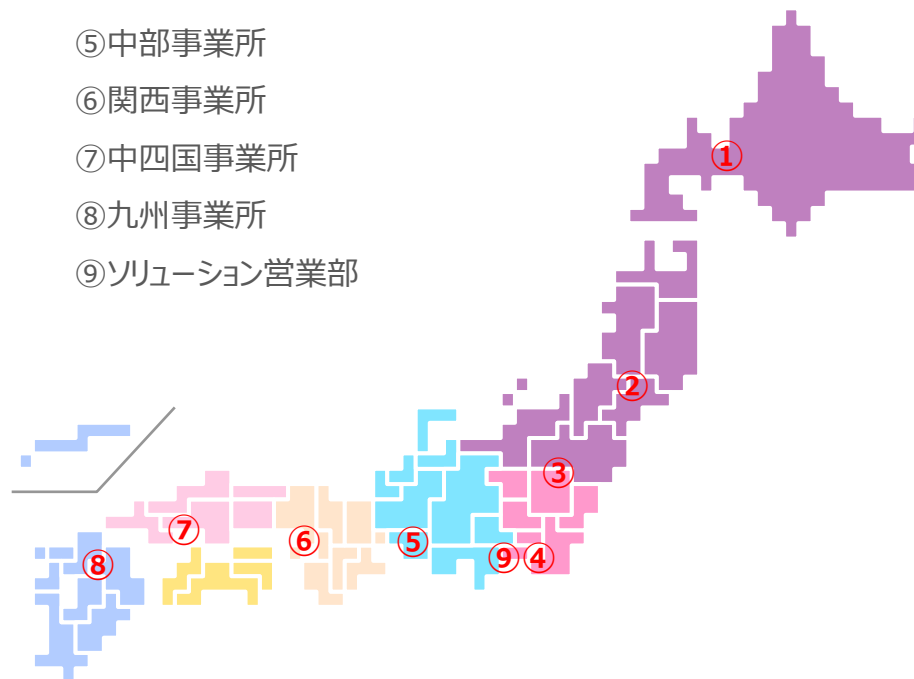 ⑤中部事業所
⑥関西事業所
⑦中四国事業所
⑧九州事業所
⑨ソリューション営業部
①
②
③
⑦
⑥
⑤
⑨
④
⑧